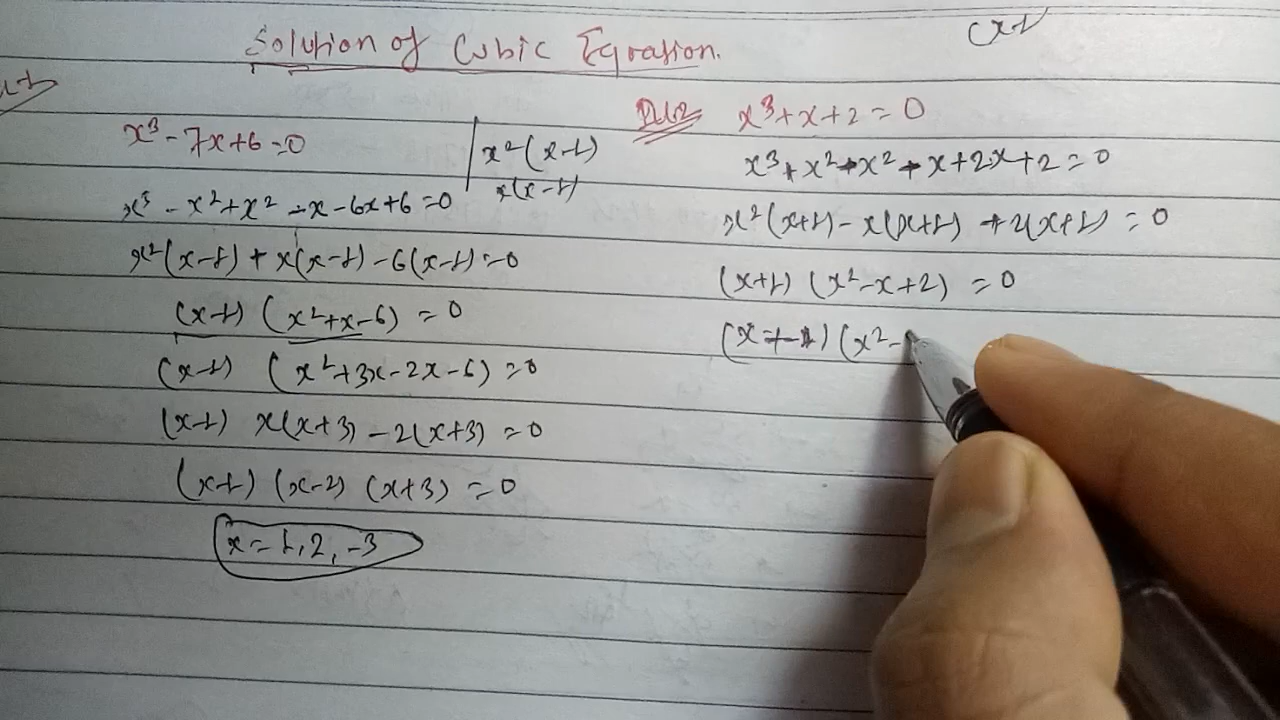 Solution of Cubic Equation.
(x-1
x³ - 7x + 6 = 0
x²(x-1)
x(x-1)
x³ - x² + x² - x - 6x + 6 = 0
x²(x-1) + x(x-1) - 6(x-1) = 0
(x-1) (x² + x - 6) = 0
(x-1) (x² + 3x - 2x - 6) = 0
(x-1) x(x+3) - 2(x+3) = 0
(x-1) (x-2) (x+3) = 0
x = 1, 2, -3
x³ + x + 2 = 0
x³ + x² - x² - x + 2x + 2 = 0
x²(x+1) - x(x+1) + 2(x+1) = 0
(x+1) (x² - x + 2) = 0
(x = -1) (x² -